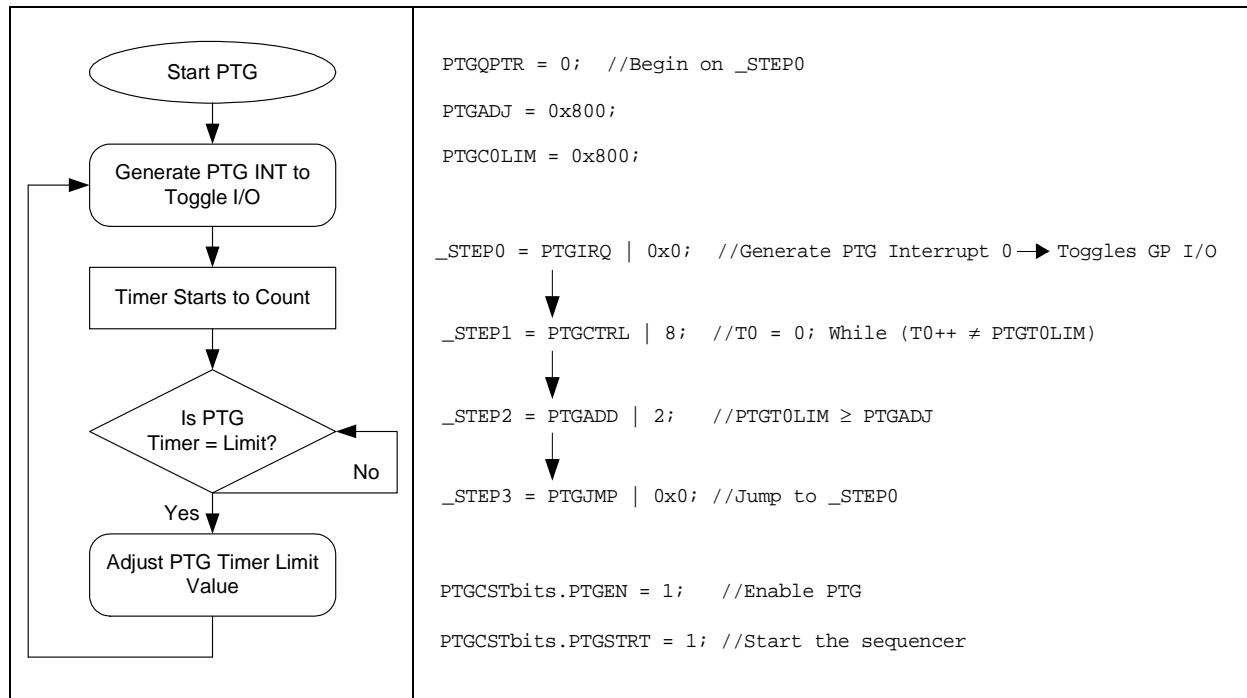 Start PTG
Generate PTG INT to
Toggle I/O
Timer Starts to Count
Is PTG
Timer = Limit?
No
Yes
Adjust PTG Timer Limit
Value
PTGQPTR = 0; //Begin on _STEP0
PTGADJ = 0x800;
PTGC0LIM = 0x800;
_STEP0 = PTGIRQ | 0x0; //Generate PTG Interrupt 0 → Toggles GP I/O
_STEP1 = PTGCTRL | 8; //T0 = 0; While (T0++ ≠ PTGT0LIM)
_STEP2 = PTGADD | 2; //PTGT0LIM ≥ PTGADJ
_STEP3 = PTGJMP | 0x0; //Jump to _STEP0
PTGCSTbits.PTGEN = 1; //Enable PTG
PTGCSTbits.PTGSTRT = 1; //Start the sequencer